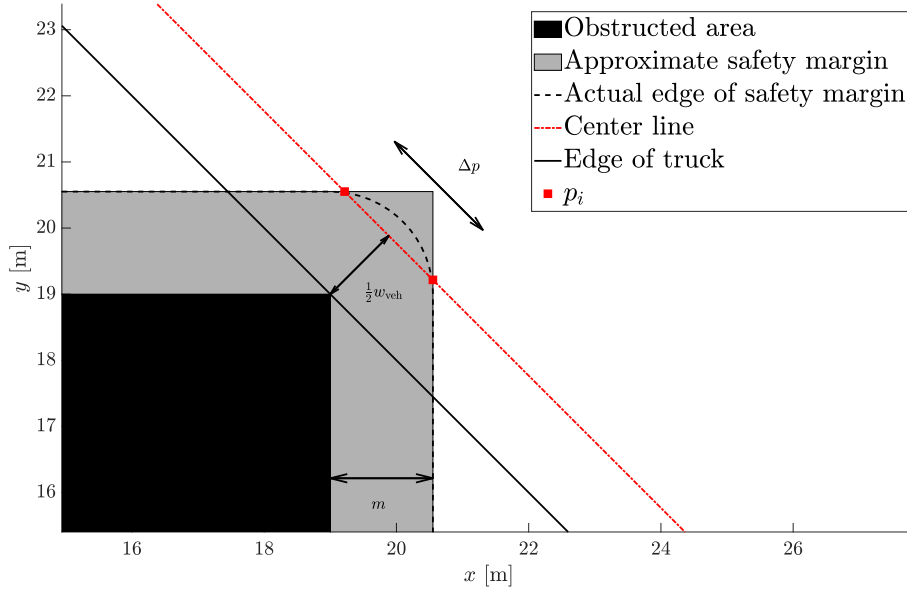 23
22
21
20
19
18
17
16
y [m]
16
18
20
22
24
26
x [m]
Δp
½w_veh
m
Obstructed area
Approximate safety margin
Actual edge of safety margin
Center line
Edge of truck
p_i